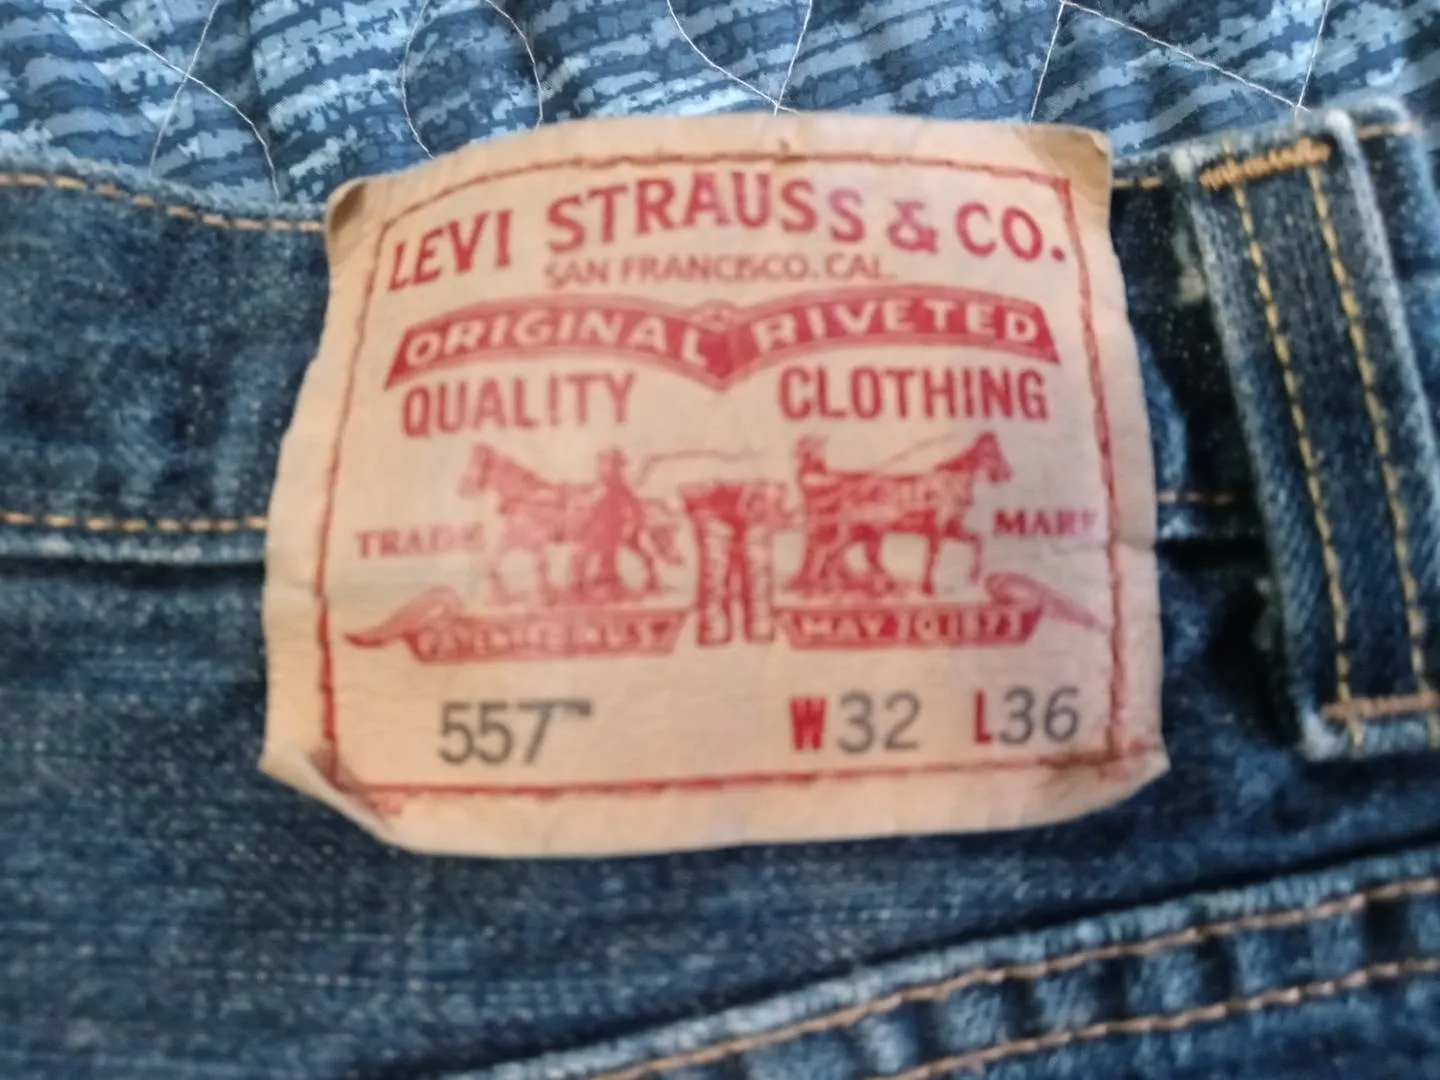 LEVI STRAUSS & CO.
SAN FRANCISCO. CAL.
ORIGINAL RIVETED
QUALITY CLOTHING
TRADE MARK
MAY 20 1873
557™ W32 L36